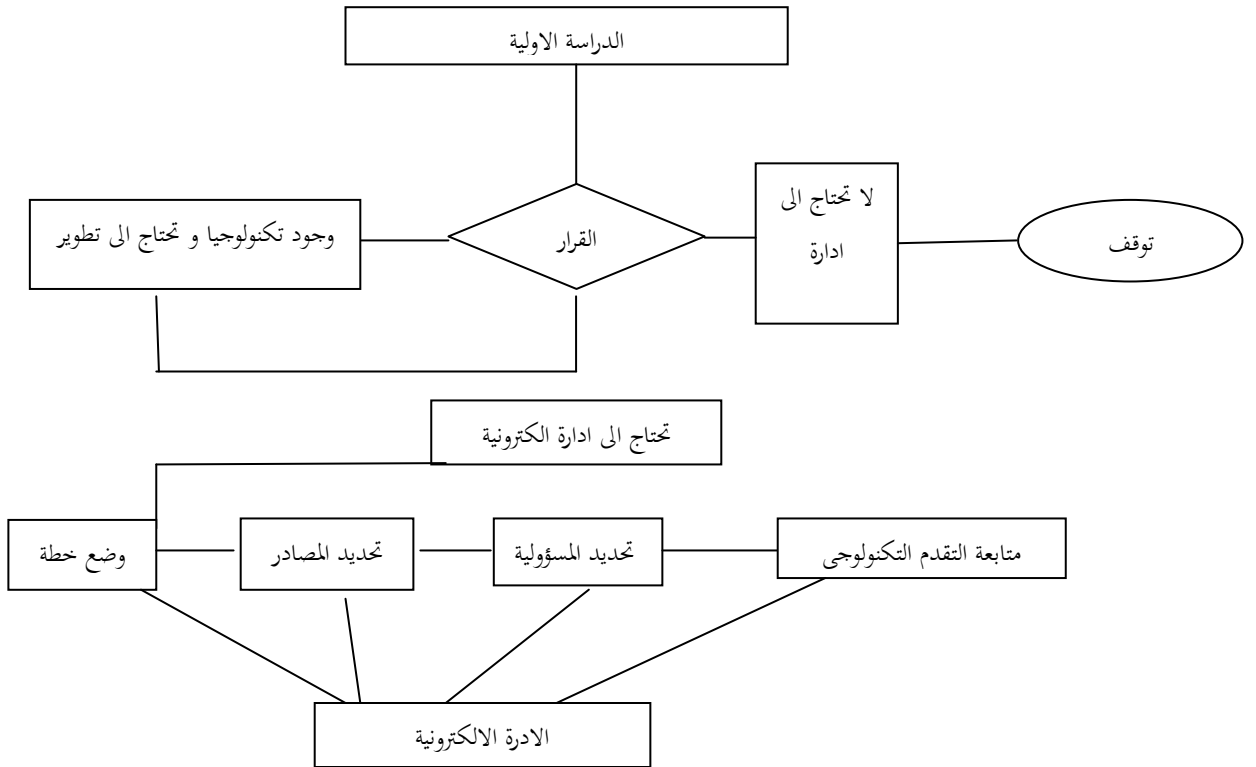 الدراسة الاولية
لا تحتاج الى
ادارة
توقف
القرار
وجود تكنولوجيا و تحتاج الى تطوير
تحتاج الى ادارة الكترونية
متابعة التقدم التكنولوجى
تحديد المسؤولية
تحديد المصادر
وضع خطة
الادرة الالكترونية